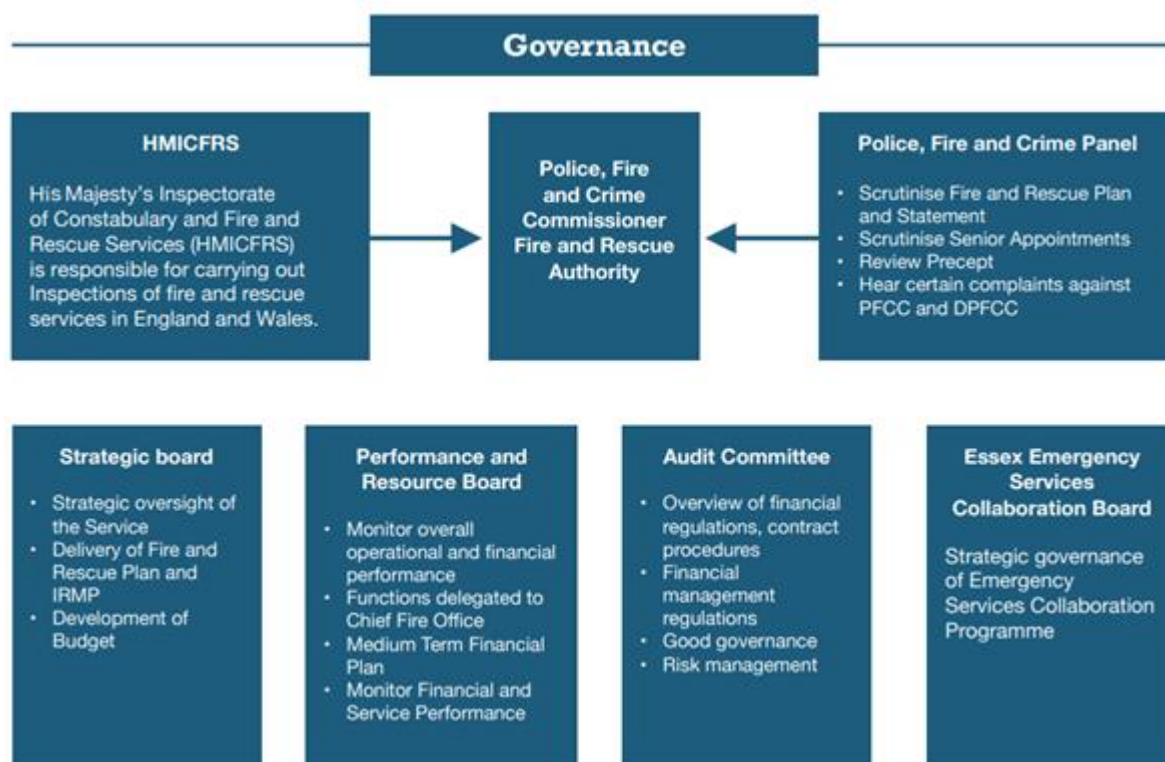 Governance
HMICFRS
His Majesty's Inspectorate
of Constabulary and Fire and
Rescue Services (HMICFRS)
is responsible for carrying out
Inspections of fire and rescue
services in England and Wales.
Police, Fire
and Crime
Commissioner
Fire and Rescue
Authority
Police, Fire and Crime Panel
• Scrutinise Fire and Rescue Plan
and Statement
• Scrutinise Senior Appointments
• Review Precept
• Hear certain complaints against
PFCC and DPFCC
Strategic board
• Strategic oversight of
the Service
• Delivery of Fire and
Rescue Plan and
IRMP
• Development of
Budget
Performance and
Resource Board
• Monitor overall
operational and financial
performance
• Functions delegated to
Chief Fire Office
• Medium Term Financial
Plan
• Monitor Financial and
Service Performance
Audit Committee
• Overview of financial
regulations, contract
procedures
• Financial
management
regulations
• Good governance
• Risk management
Essex Emergency
Services
Collaboration Board
Strategic governance
of Emergency
Services Collaboration
Programme